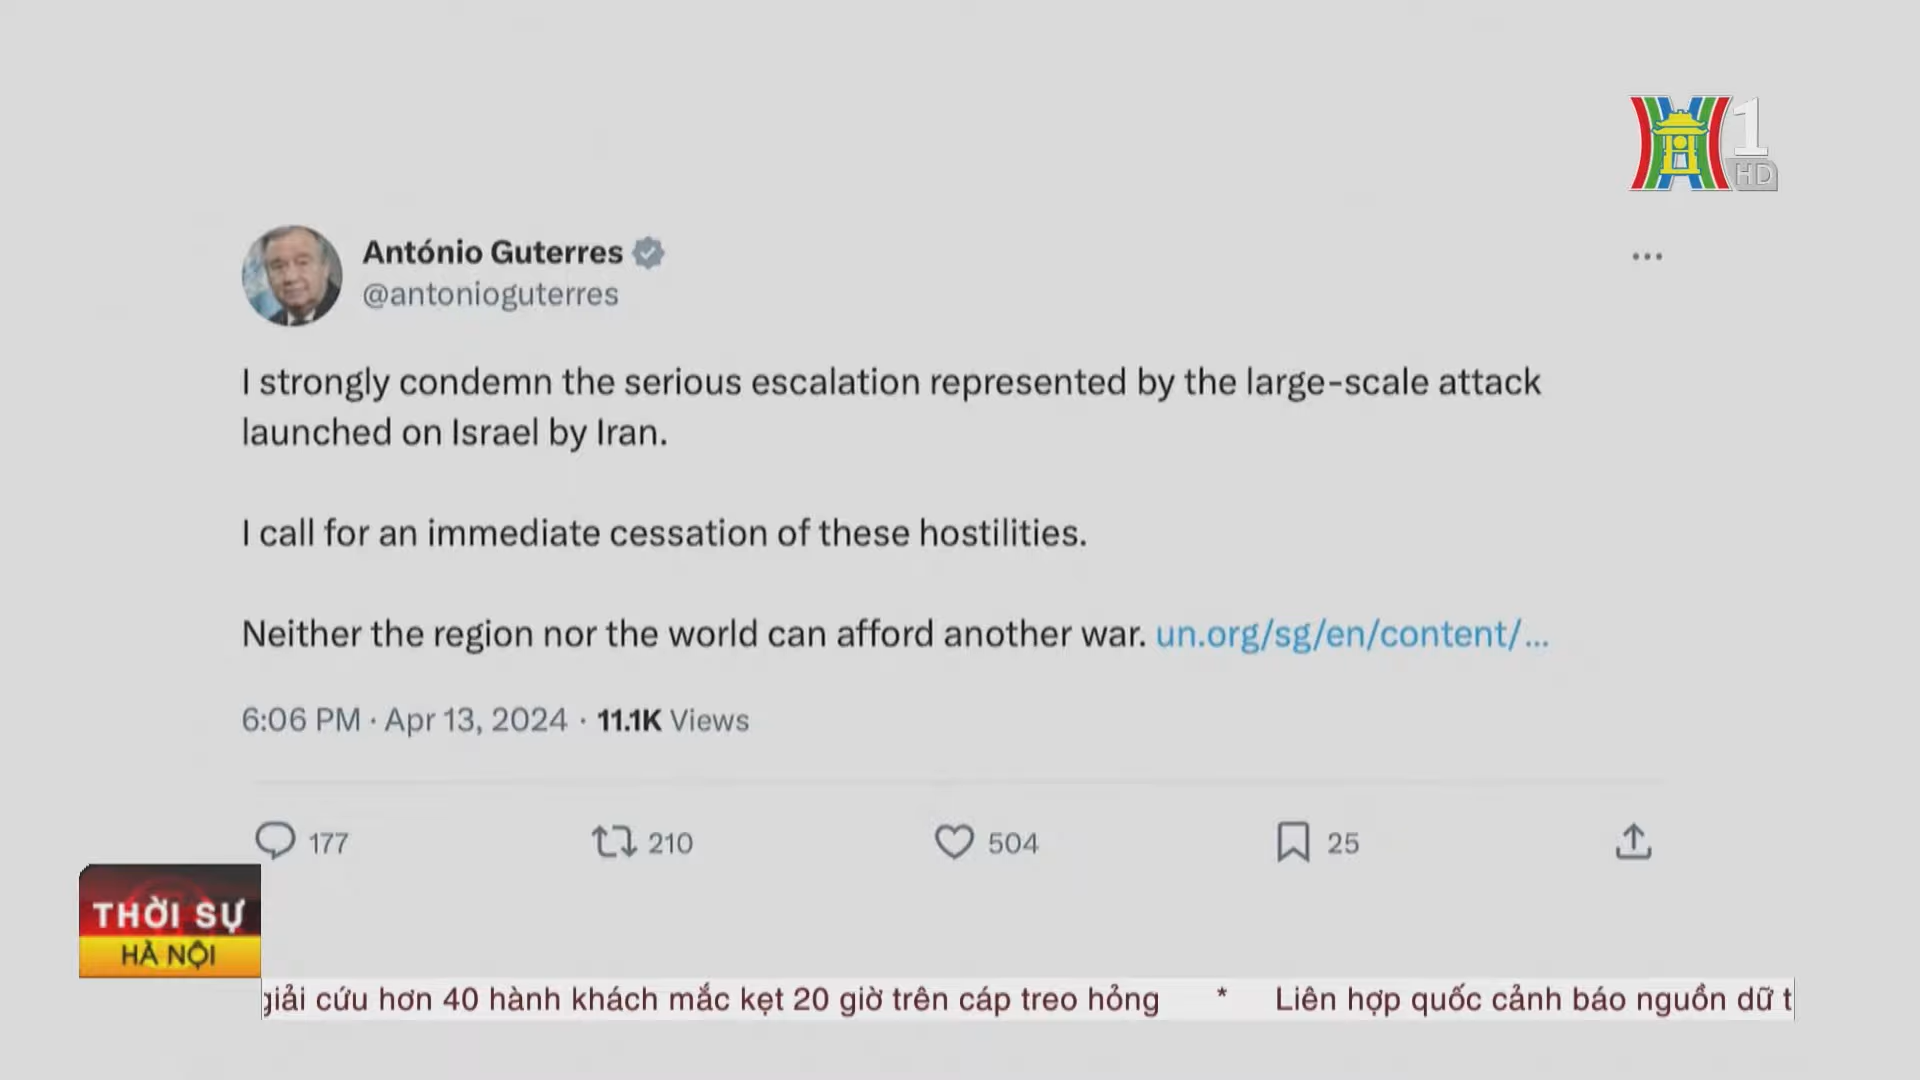 1
HD
António Guterres
@antonioguterres
I strongly condemn the serious escalation represented by the large-scale attack
launched on Israel by Iran.
I call for an immediate cessation of these hostilities.
Neither the region nor the world can afford another war. un.org/sg/en/content/...
6:06 PM · Apr 13, 2024 · 11.1K Views
177 210 504 25
THỜI SỰ
HÀ NỘI
giải cứu hơn 40 hành khách mắc kẹt 20 giờ trên cáp treo hỏng * Liên hợp quốc cảnh báo nguồn dữ t